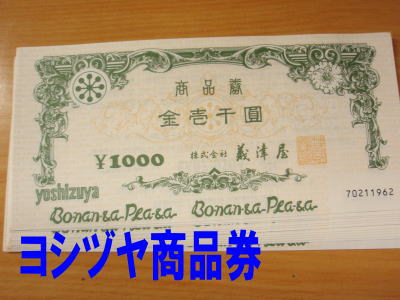 商品券
金壱千圓
¥1000
株式会社 義津屋
yoshizuya
70211962
Bonanza Plaza Bonanza Plaza
ヨシヅヤ商品券